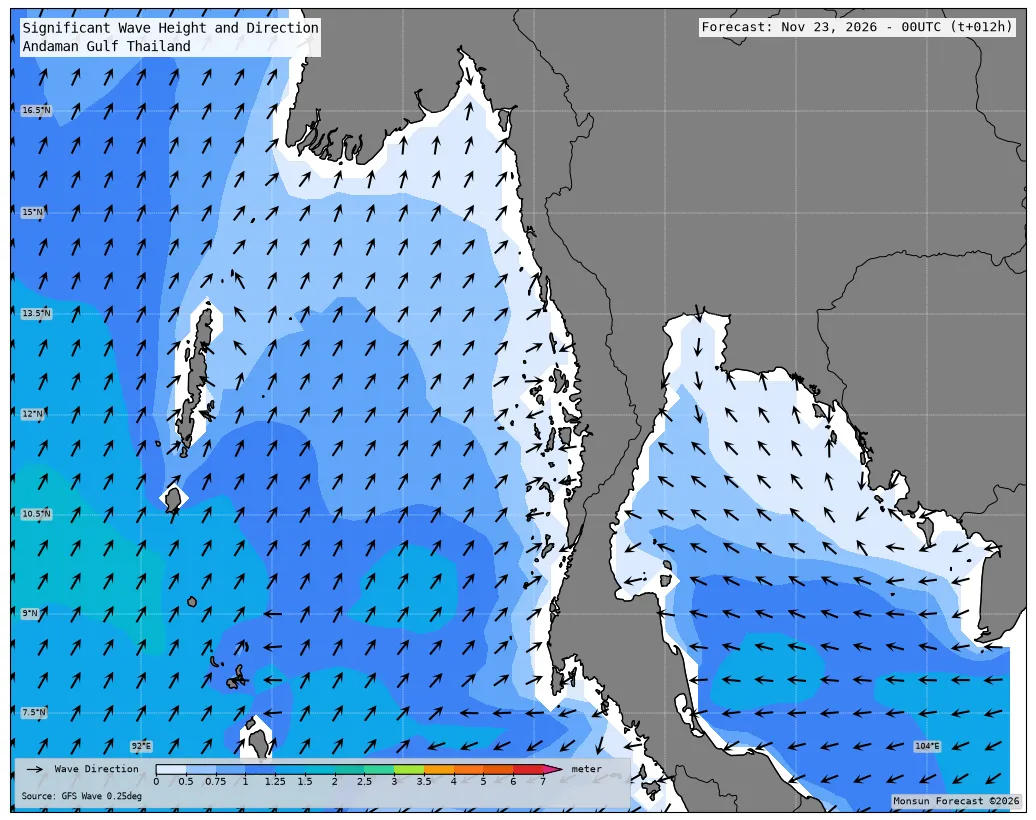 Significant Wave Height and Direction
Andaman Gulf Thailand
Forecast: Nov 23, 2026 - 00UTC (t+012h)
16.5°N
15°N
13.5°N
12°N
10.5°N
9°N
7.5°N
92°E
104°E
Wave Direction
meter
0 0.5 0.75 1 1.25 1.5 2 2.5 3 3.5 4 5 6 7
Source: GFS Wave 0.25deg
Monsun Forecast ©2026